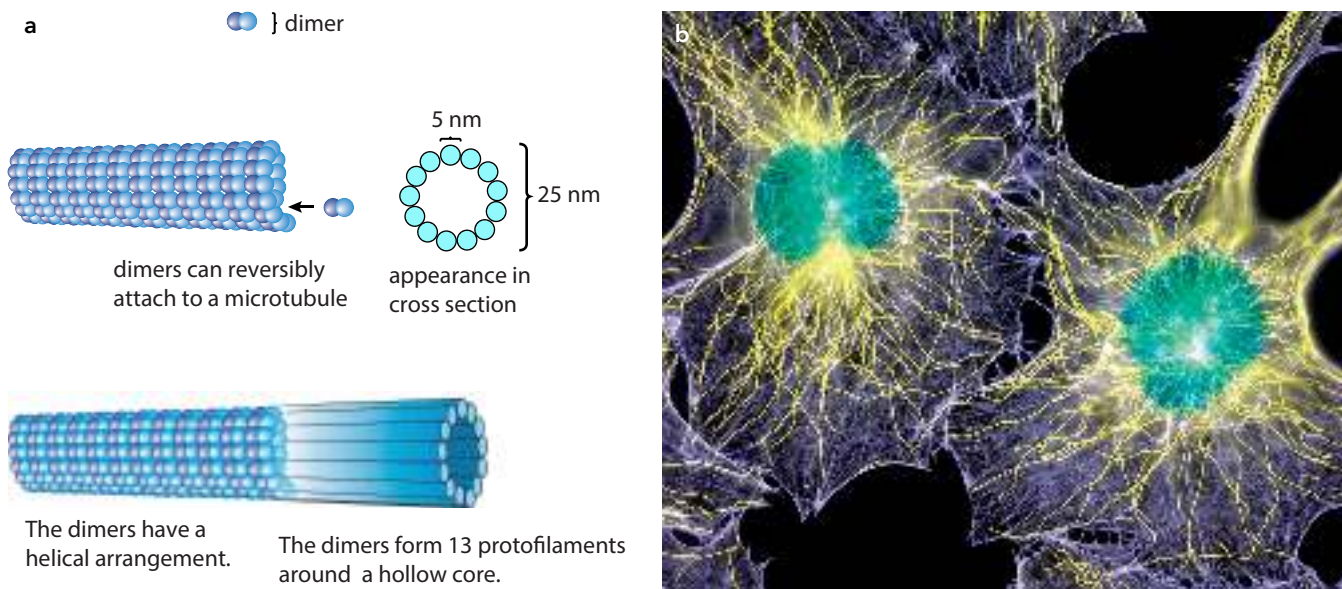 a
} dimer
5 nm
25 nm
dimers can reversibly
attach to a microtubule
appearance in
cross section
The dimers have a
helical arrangement.
The dimers form 13 protofilaments
around a hollow core.
b